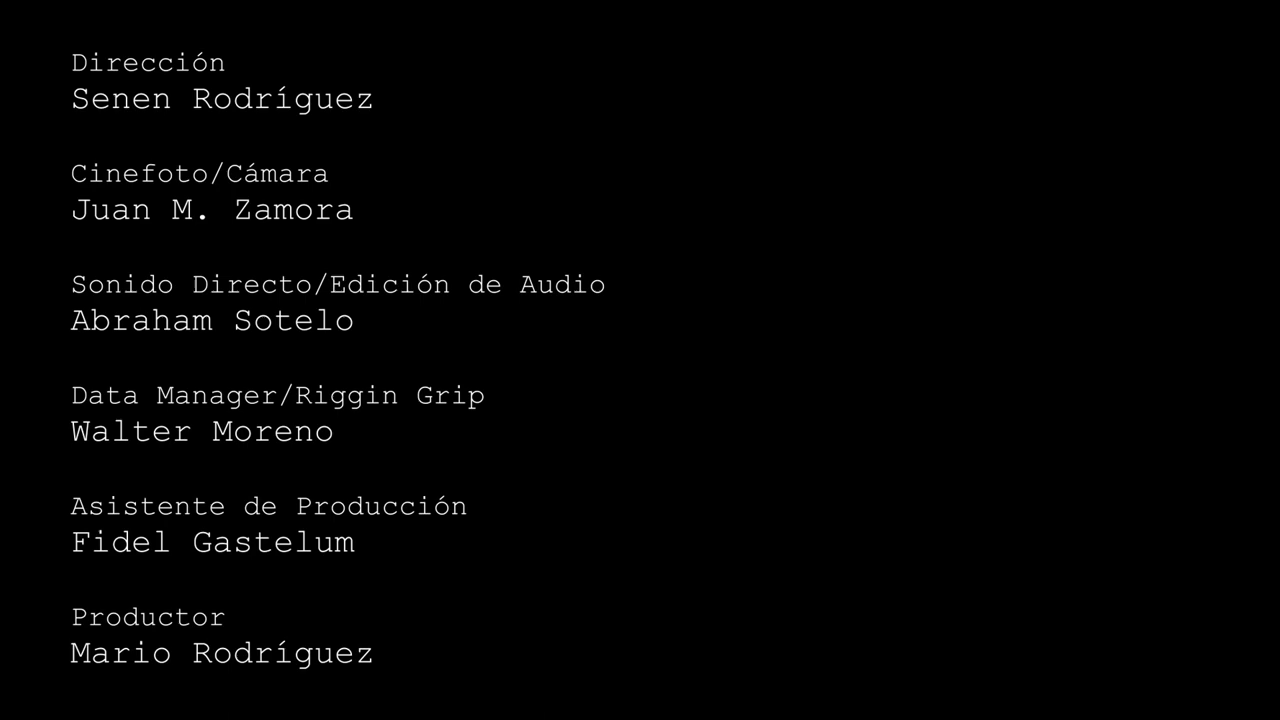 Dirección
Senen Rodríguez
Cinefoto/Cámara
Juan M. Zamora
Sonido Directo/Edición de Audio
Abraham Sotelo
Data Manager/Riggin Grip
Walter Moreno
Asistente de Producción
Fidel Gastelum
Productor
Mario Rodríguez